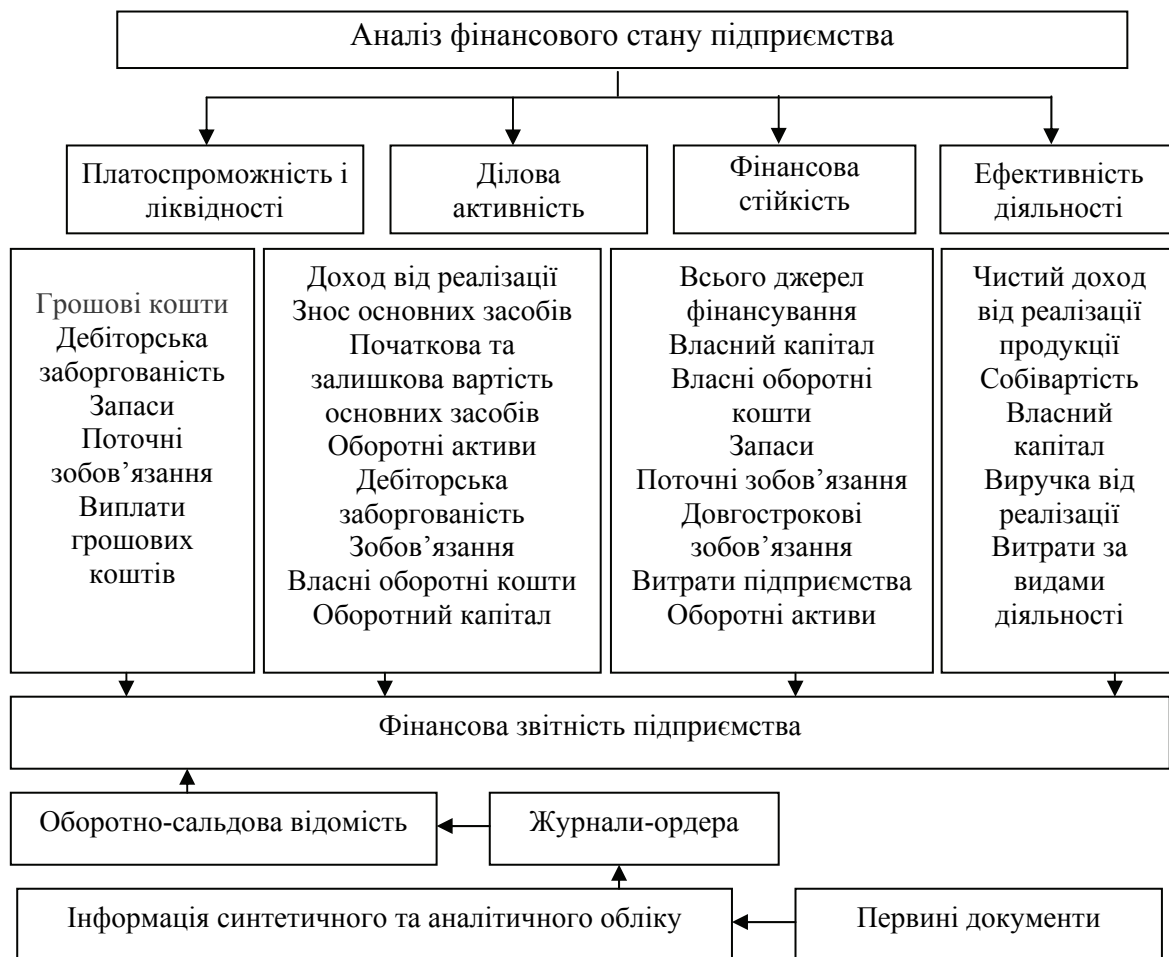 Аналіз фінансового стану підприємства
Платоспроможність і
ліквідності
Ділова
активність
Фінансова
стійкість
Ефективність
діяльності
Грошові кошти
Дебіторська
заборгованість
Запаси
Поточні
зобов’язання
Виплати
грошових
коштів
Доход від реалізації
Знос основних засобів
Початкова та
залишкова вартість
основних засобів
Оборотні активи
Дебіторська
заборгованість
Зобов’язання
Власні оборотні кошти
Оборотний капітал
Всього джерел
фінансування
Власний капітал
Власні оборотні
кошти
Запаси
Поточні зобов’язання
Довгострокові
зобов’язання
Витрати підприємства
Оборотні активи
Чистий доход
від реалізації
продукції
Собівартість
Власний
капітал
Виручка від
реалізації
Витрати за
видами
діяльності
Фінансова звітність підприємства
Оборотно-сальдова відомість
Журнали-ордера
Інформація синтетичного та аналітичного обліку
Первині документи